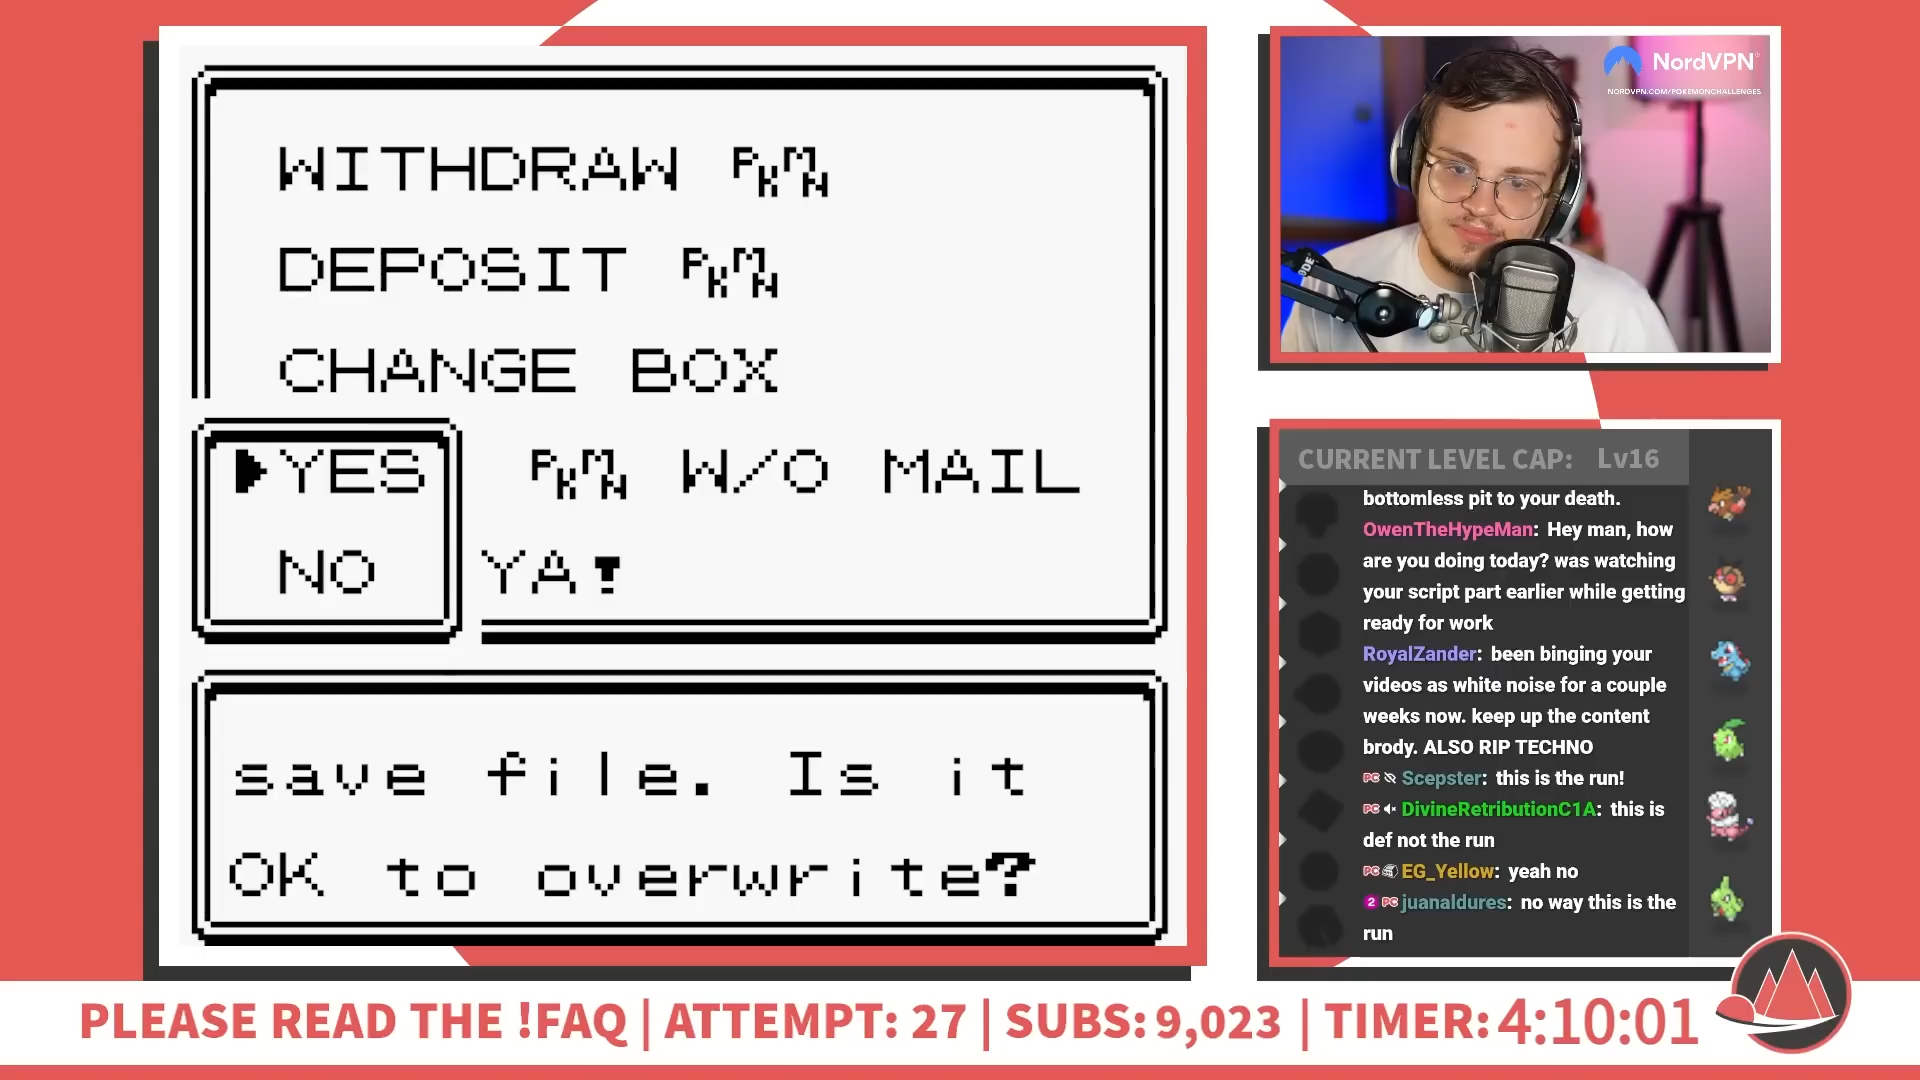 WITHDRAW PKMN
DEPOSIT PKMN
CHANGE BOX
YES PKMN W/O MAIL
NO YA!
save file. Is it
OK to overwrite?
NordVPN
NORDVPN.COM/POKEMONCHALLENGES
CURRENT LEVEL CAP: Lv16
bottomless pit to your death.
OwenTheHypeMan: Hey man, how
are you doing today? was watching
your script part earlier while getting
ready for work
RoyalZander: been binging your
videos as white noise for a couple
weeks now. keep up the content
brody. ALSO RIP TECHNO
PC Scepster: this is the run!
PC DivineRetributionC1A: this is
def not the run
PC EG_Yellow: yeah no
2 PC juanaldures: no way this is the
run
PLEASE READ THE !FAQ | ATTEMPT: 27 | SUBS: 9,023 | TIMER: 4:10:01